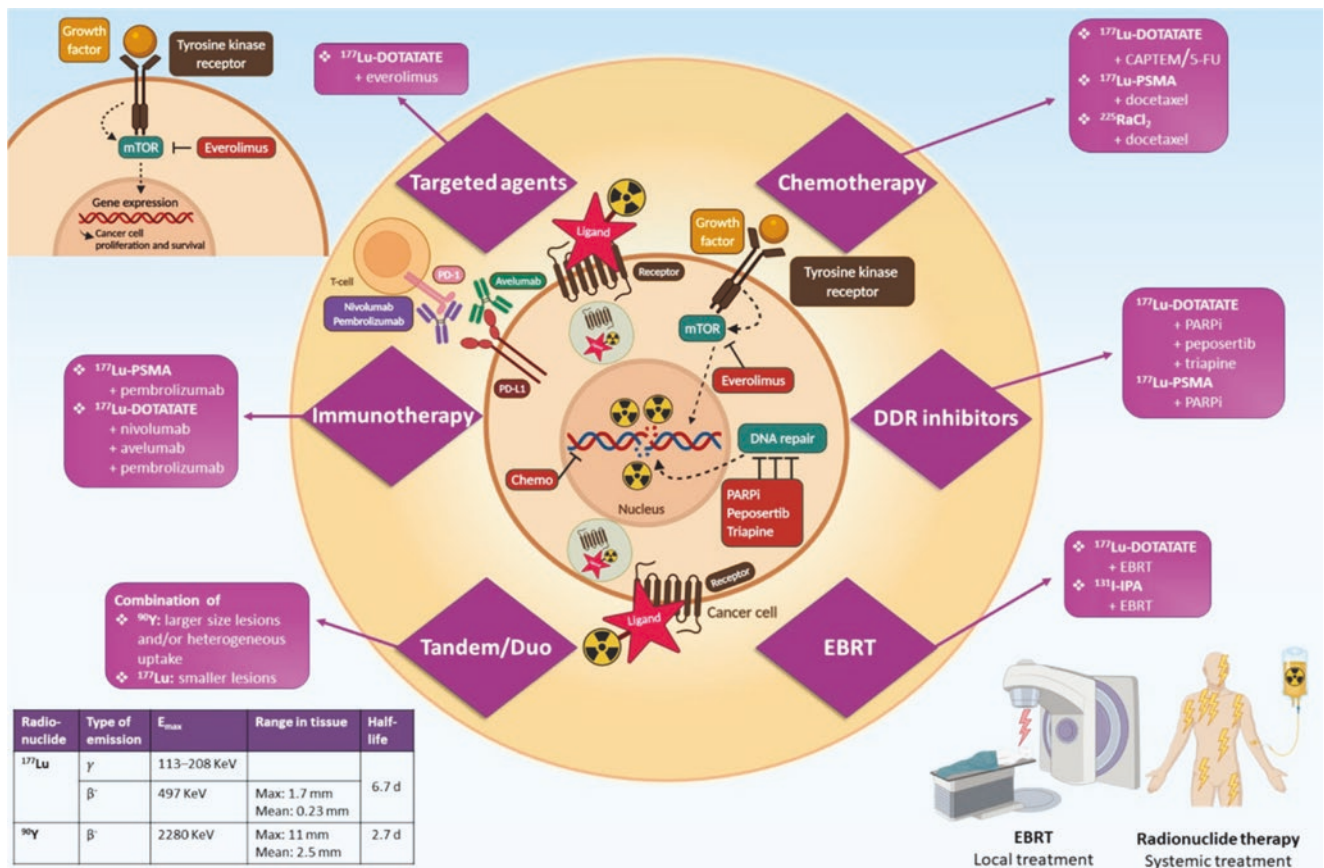 Growth
factor
Tyrosine kinase
receptor
mTOR
Everolimus
Gene expression
Cancer cell
proliferation and survival
❖ ¹⁷⁷Lu-DOTATATE
+ everolimus
❖ ¹⁷⁷Lu-DOTATATE
+ CAPTEM/5-FU
❖ ¹⁷⁷Lu-PSMA
+ docetaxel
❖ ²²⁵RaCl₂
+ docetaxel
Targeted agents
Chemotherapy
Ligand
Receptor
Growth
factor
Tyrosine kinase
receptor
mTOR
Everolimus
T-cell
PD-1
Avelumab
Nivolumab
Pembrolizumab
PD-L1
❖ ¹⁷⁷Lu-PSMA
+ pembrolizumab
❖ ¹⁷⁷Lu-DOTATATE
+ nivolumab
+ avelumab
+ pembrolizumab
Immunotherapy
DDR inhibitors
¹⁷⁷Lu-DOTATATE
+ PARPi
+ peposertib
+ triapine
¹⁷⁷Lu-PSMA
+ PARPi
DNA repair
Chemo
Nucleus
PARPi
Peposertib
Triapine
Receptor
Ligand
Cancer cell
Combination of
❖ ⁹⁰Y: larger size lesions
and/or heterogeneous
uptake
❖ ¹⁷⁷Lu: smaller lesions
Tandem/Duo
EBRT
❖ ¹⁷⁷Lu-DOTATATE
+ EBRT
❖ ¹³¹I-IPA
+ EBRT
Radio-
nuclide
Type of
emission
Eₘₐₓ
Range in tissue
Half-
life
¹⁷⁷Lu
γ
113–208 KeV
6.7 d
β⁻
497 KeV
Max: 1.7 mm
Mean: 0.23 mm
⁹⁰Y
β⁻
2280 KeV
Max: 11 mm
Mean: 2.5 mm
2.7 d
EBRT
Local treatment
Radionuclide therapy
Systemic treatment